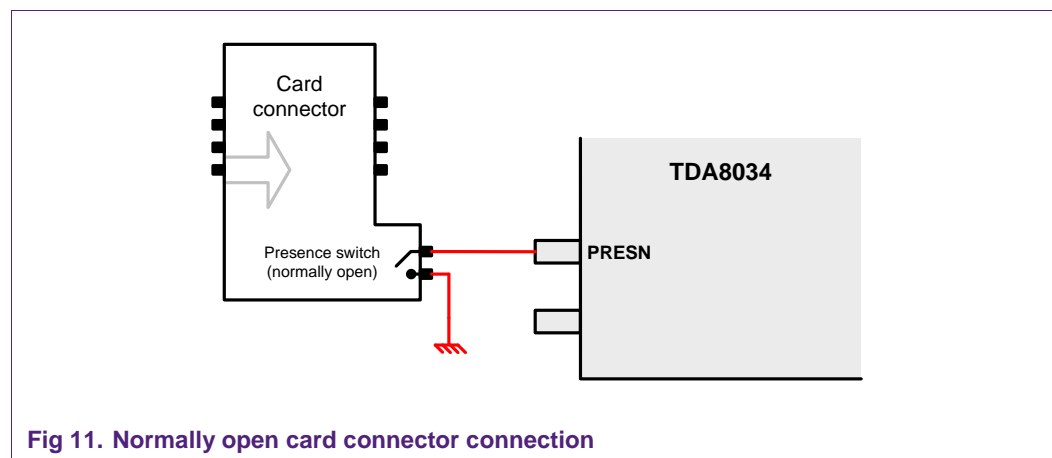 Card
connector
TDA8034
Presence switch
(normally open)
PRESN
Fig 11. Normally open card connector connection